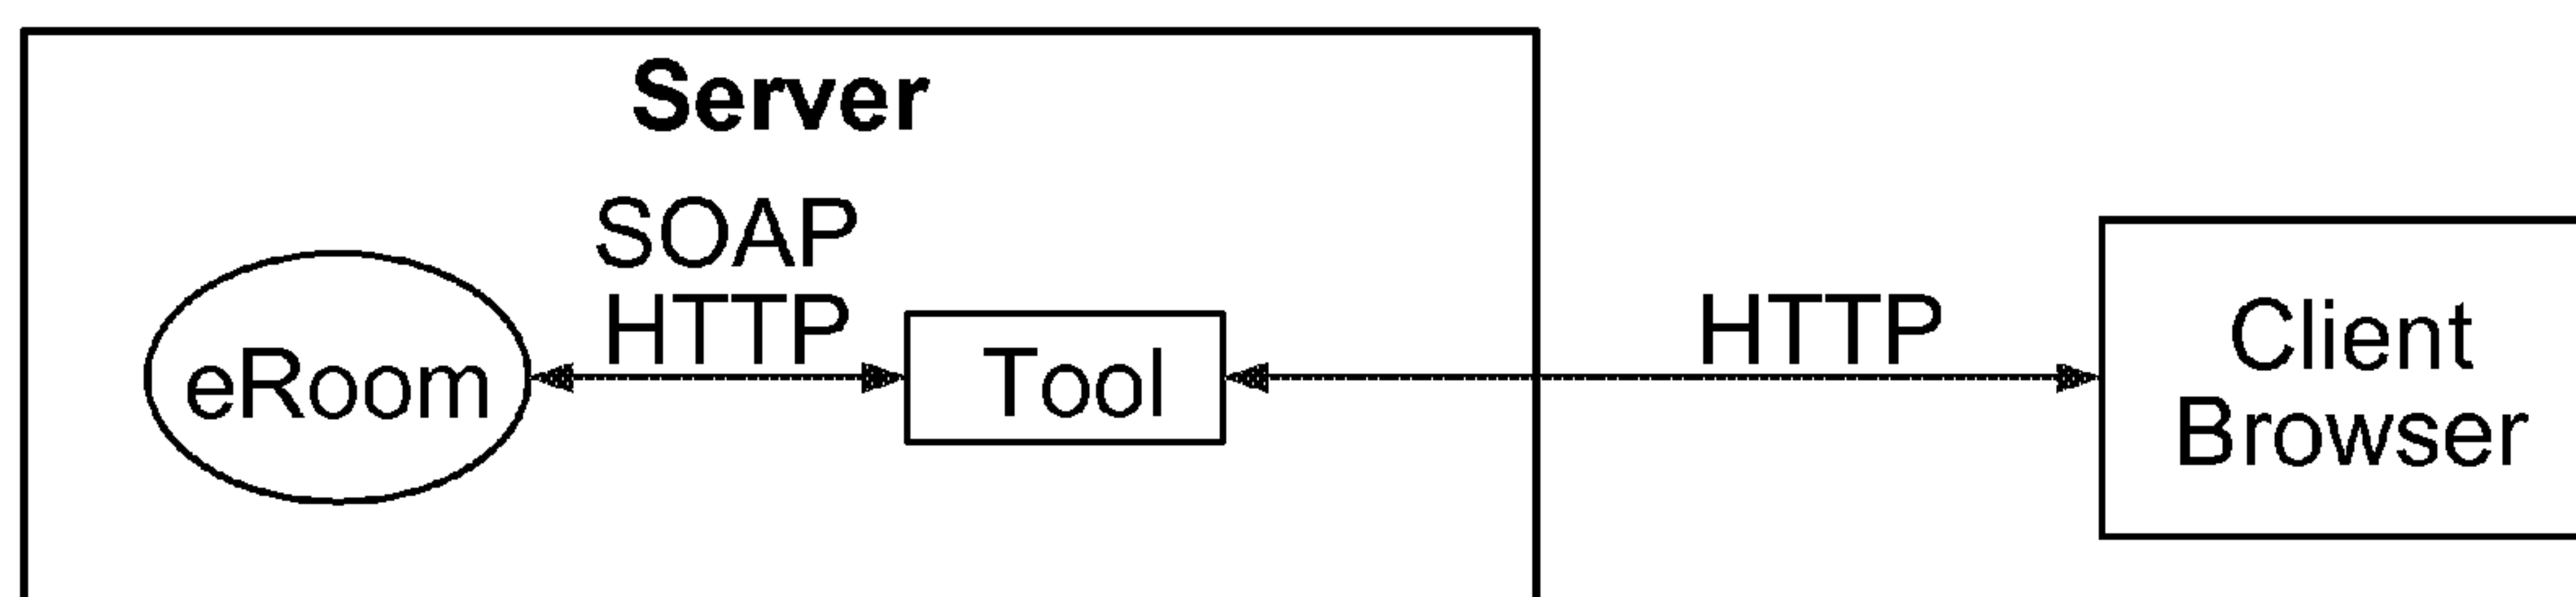 Server
SOAP
HTTP
eRoom
Tool
HTTP
Client
Browser